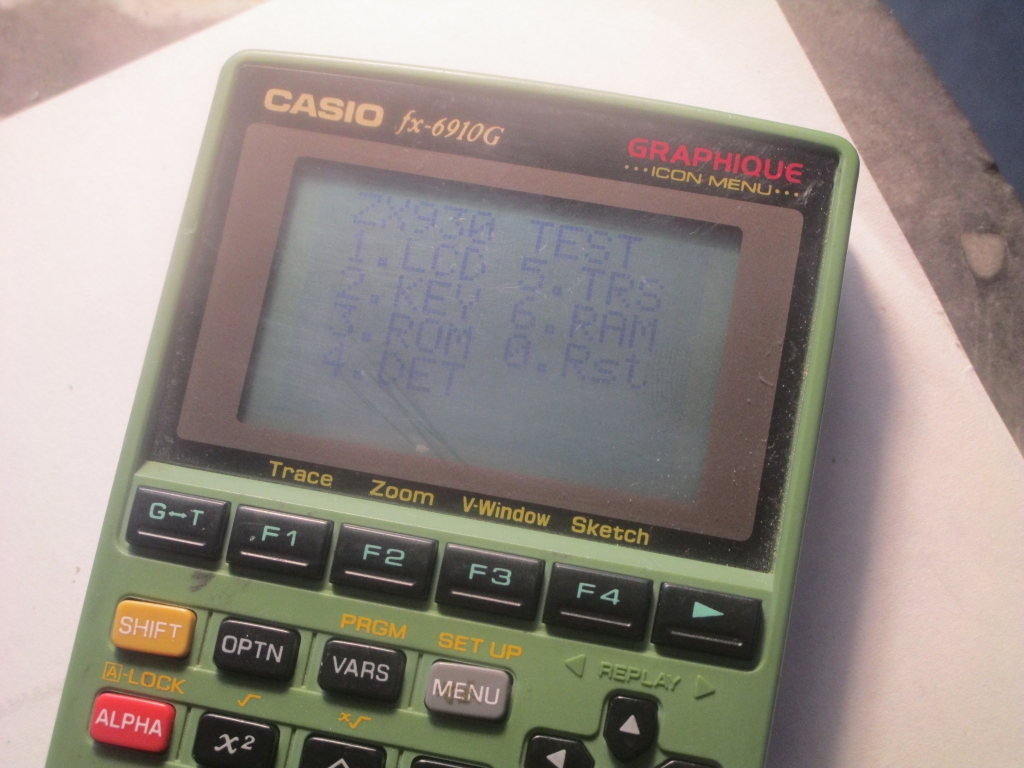 CASIO fx-6910G
GRAPHIQUE
···ICON MENU···
ZX930 TEST
1.LCD 5.TRS
2.KEY 6.RAM
3.ROM 0.Rst
4.DET
Trace Zoom V-Window Sketch
G↔T F1 F2 F3 F4 ▶
PRGM SET UP
SHIFT OPTN VARS MENU
◁ REPLAY ▷
A-LOCK √ ˣ√
ALPHA x² ^ ◀ ▲